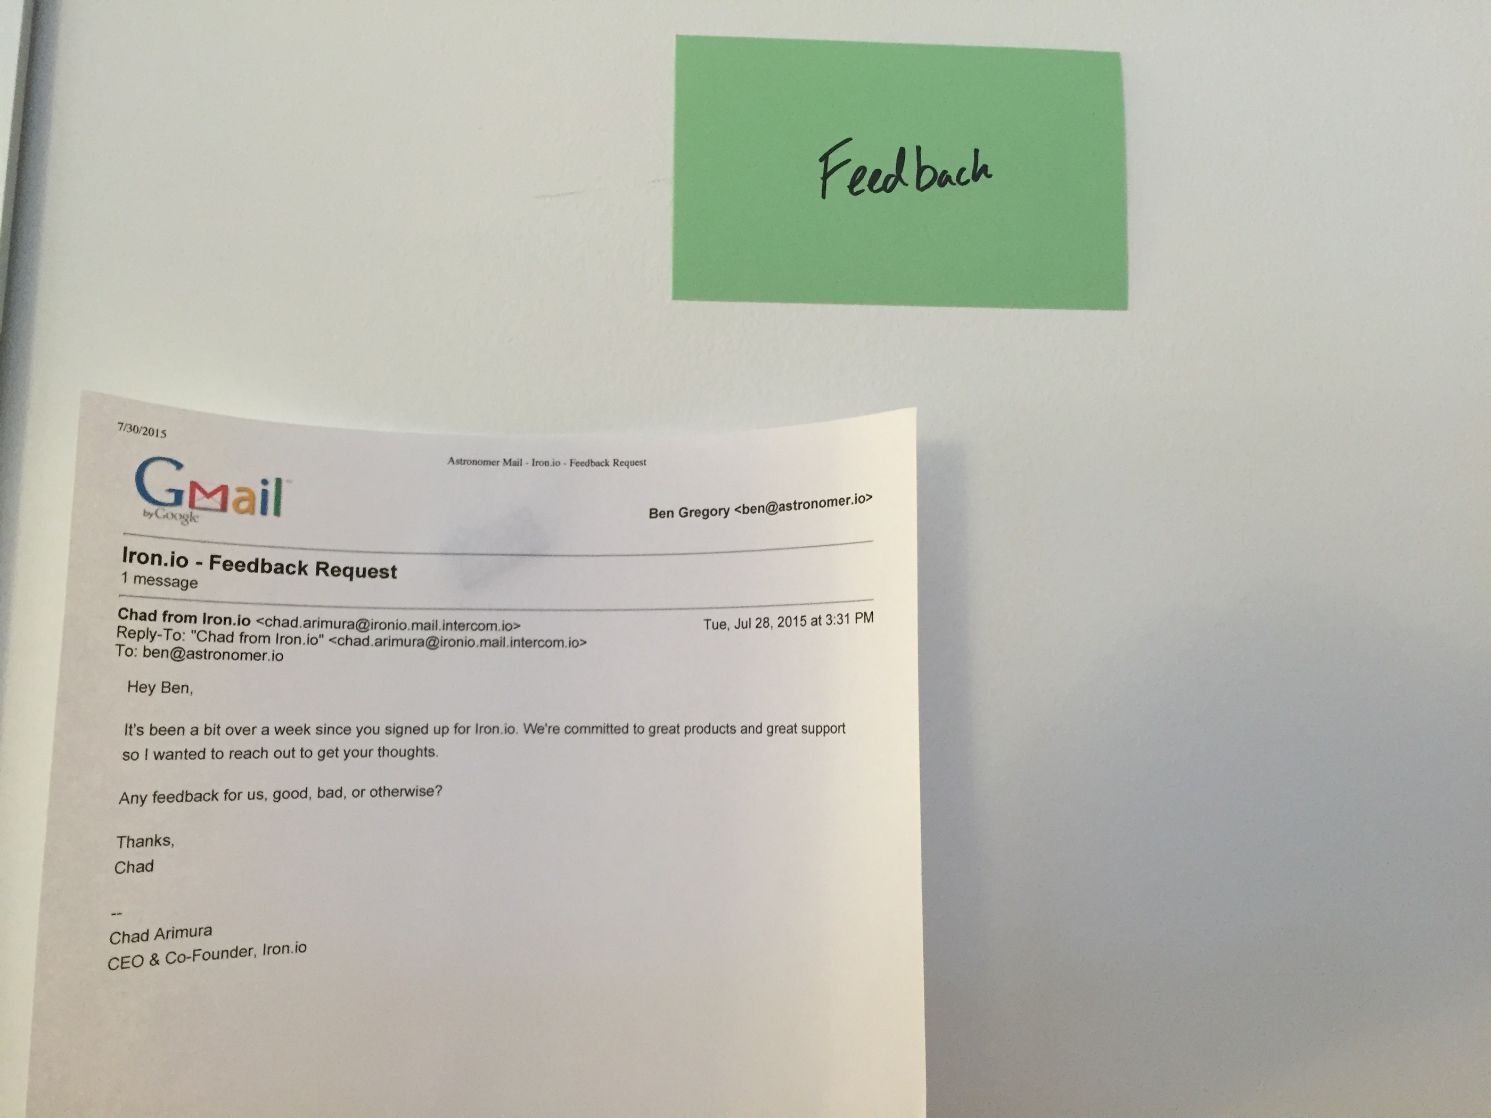 Feedback
7/30/2015
Astronomer Mail - Iron.io - Feedback Request
Gmail
by Google
Ben Gregory <ben@astronomer.io>
Iron.io - Feedback Request
1 message
Chad from Iron.io <chad.arimura@ironio.mail.intercom.io>
Tue, Jul 28, 2015 at 3:31 PM
Reply-To: "Chad from Iron.io" <chad.arimura@ironio.mail.intercom.io>
To: ben@astronomer.io
Hey Ben,
It's been a bit over a week since you signed up for Iron.io. We're committed to great products and great support
so I wanted to reach out to get your thoughts.
Any feedback for us, good, bad, or otherwise?
Thanks,
Chad
--
Chad Arimura
CEO & Co-Founder, Iron.io